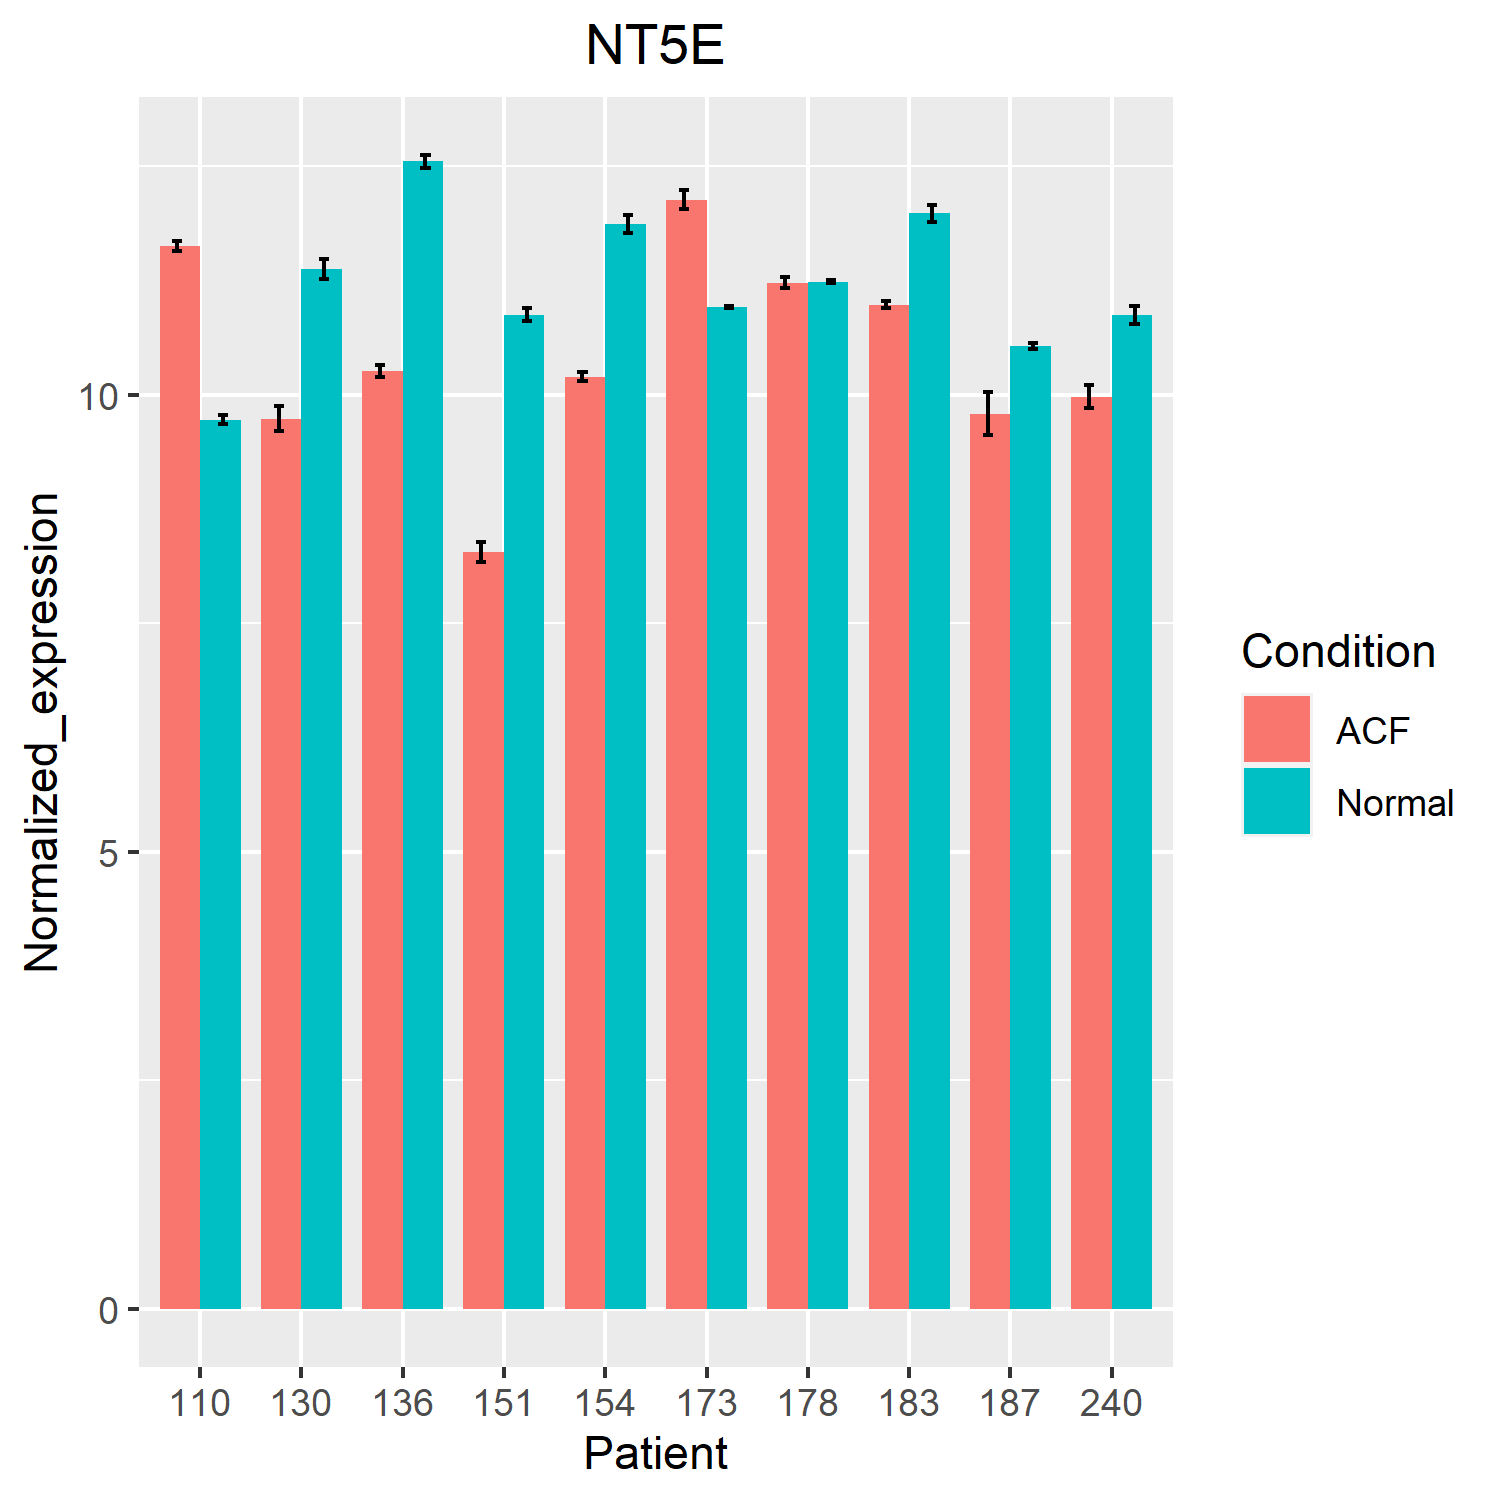 NT5E
Normalized_expression
10
5
0
110 130 136 151 154 173 178 183 187 240
Patient
Condition
ACF
Normal